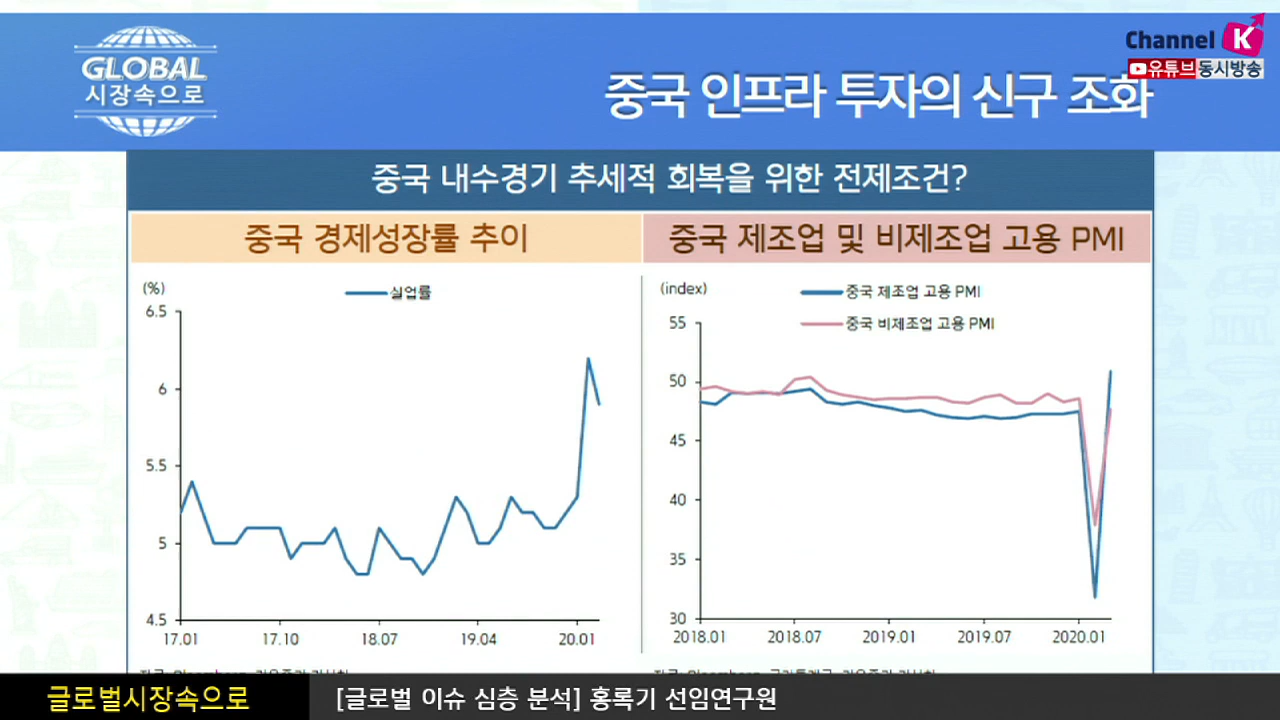 GLOBAL
시장속으로
Channel K
유튜브 동시방송
중국 인프라 투자의 신구 조화
중국 내수경기 추세적 회복을 위한 전제조건?
중국 경제성장률 추이
중국 제조업 및 비제조업 고용 PMI
(%)
실업률
6.5
6
5.5
5
4.5
17.01 17.10 18.07 19.04 20.01
(index)
중국 제조업 고용 PMI
중국 비제조업 고용 PMI
55
50
45
40
35
30
2018.01 2018.07 2019.01 2019.07 2020.01
글로벌시장속으로
[글로벌 이슈 심층 분석] 홍록기 선임연구원